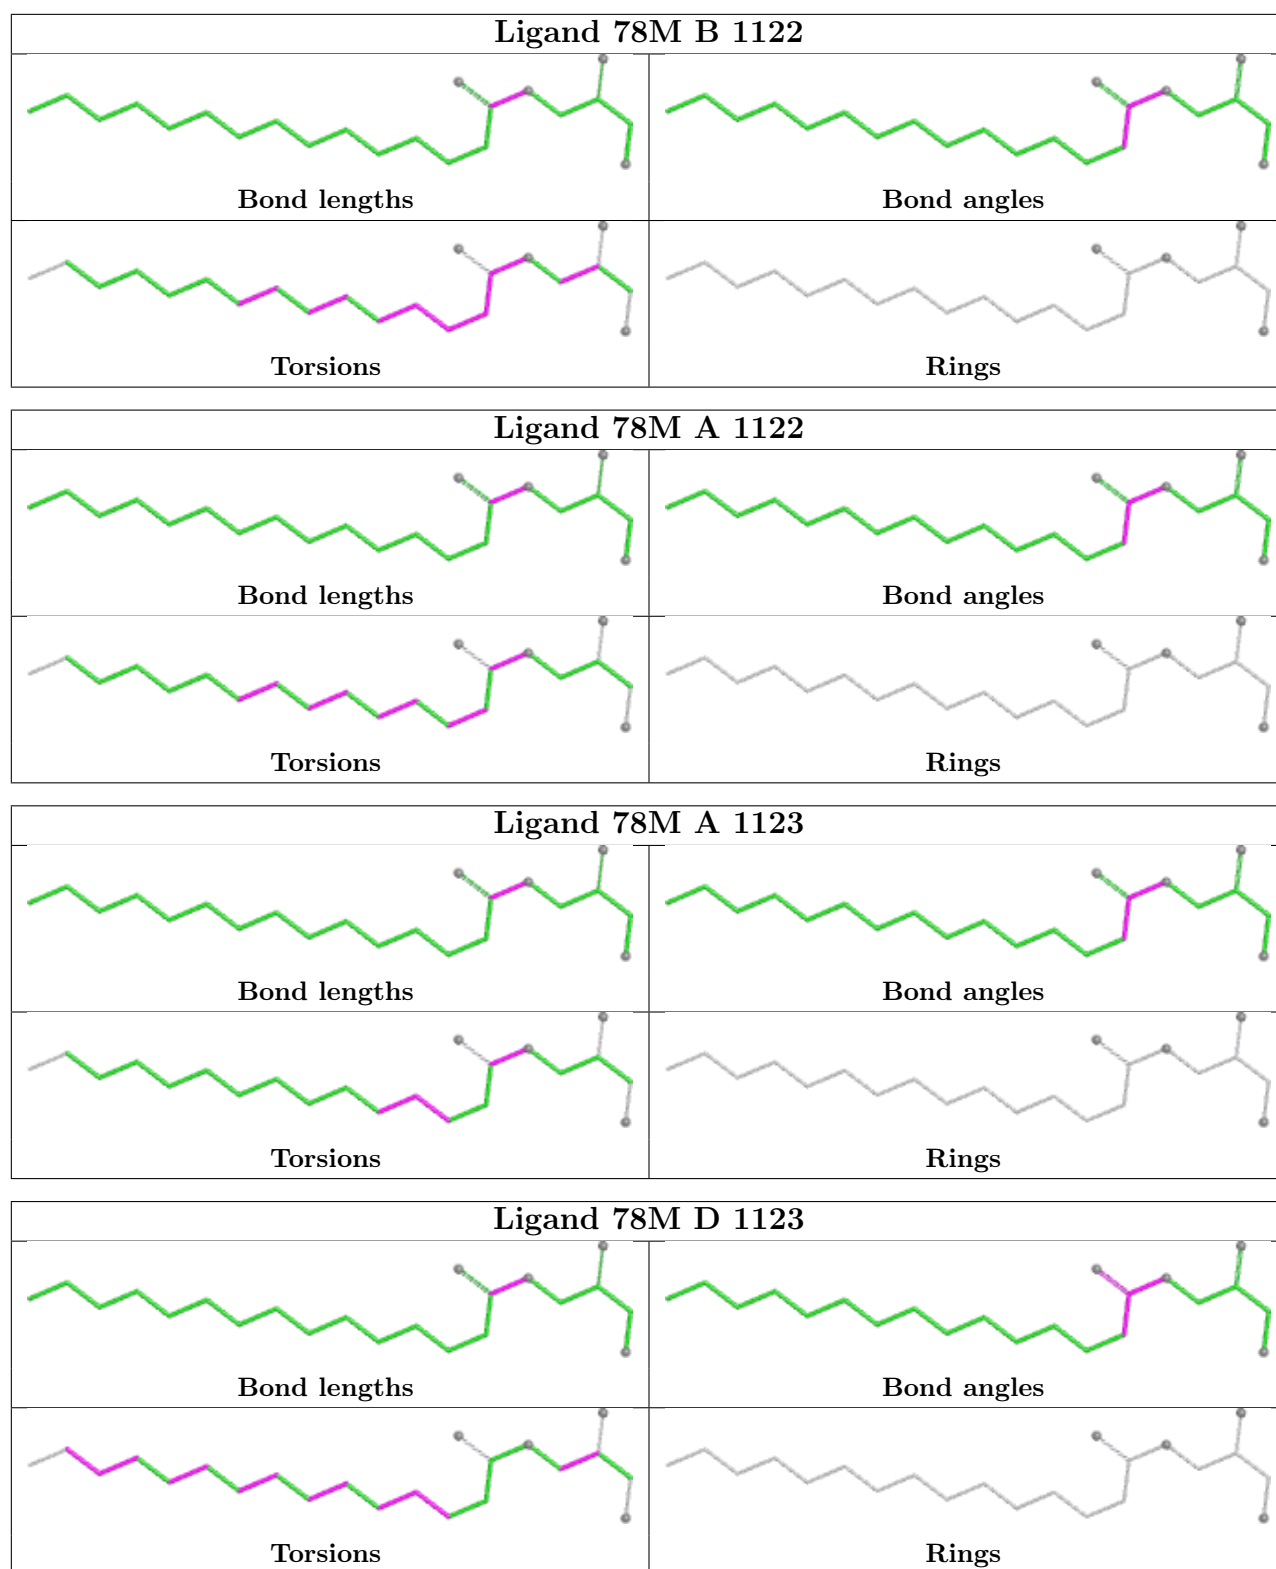 Ligand 78M B 1122
Bond lengths Bond angles
Torsions Rings
Ligand 78M A 1122
Bond lengths Bond angles
Torsions Rings
Ligand 78M A 1123
Bond lengths Bond angles
Torsions Rings
Ligand 78M D 1123
Bond lengths Bond angles
Torsions Rings